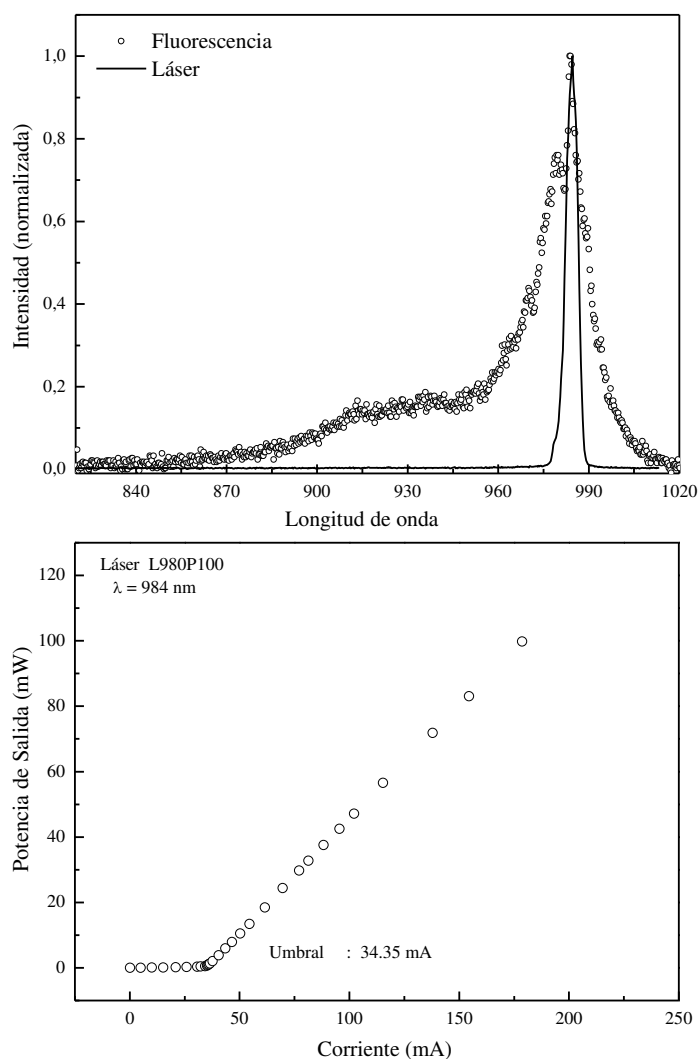 Fluorescencia
Láser
Intensidad (normalizada)
1,0
0,8
0,6
0,4
0,2
0,0
840 870 900 930 960 990 1020
Longitud de onda
Láser L980P100
λ = 984 nm
Potencia de Salida (mW)
120
100
80
60
40
20
0
Umbral : 34.35 mA
0 50 100 150 200 250
Corriente (mA)